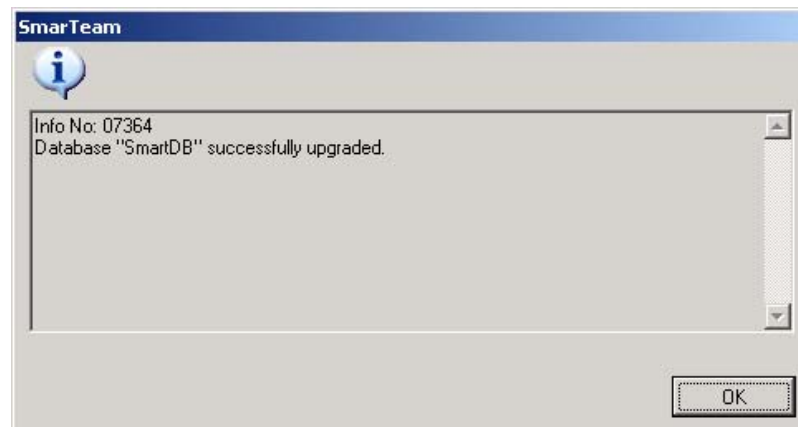 SmarTeam
Info No: 07364
Database "SmartDB" successfully upgraded.
OK